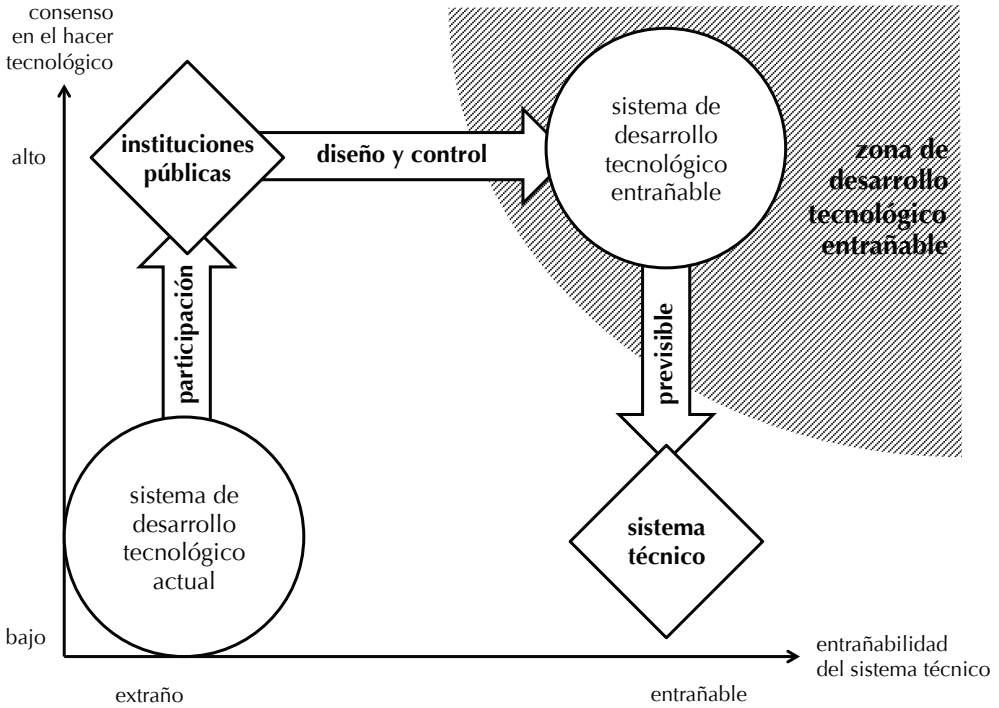 consenso
en el hacer
tecnológico
alto
instituciones
públicas
diseño y control
sistema de
desarrollo
tecnológico
entrañable
zona de
desarrollo
tecnológico
entrañable
participación
previsible
sistema de
desarrollo
tecnológico
actual
sistema
técnico
bajo
entrañabilidad
del sistema técnico
extraño
entrañable